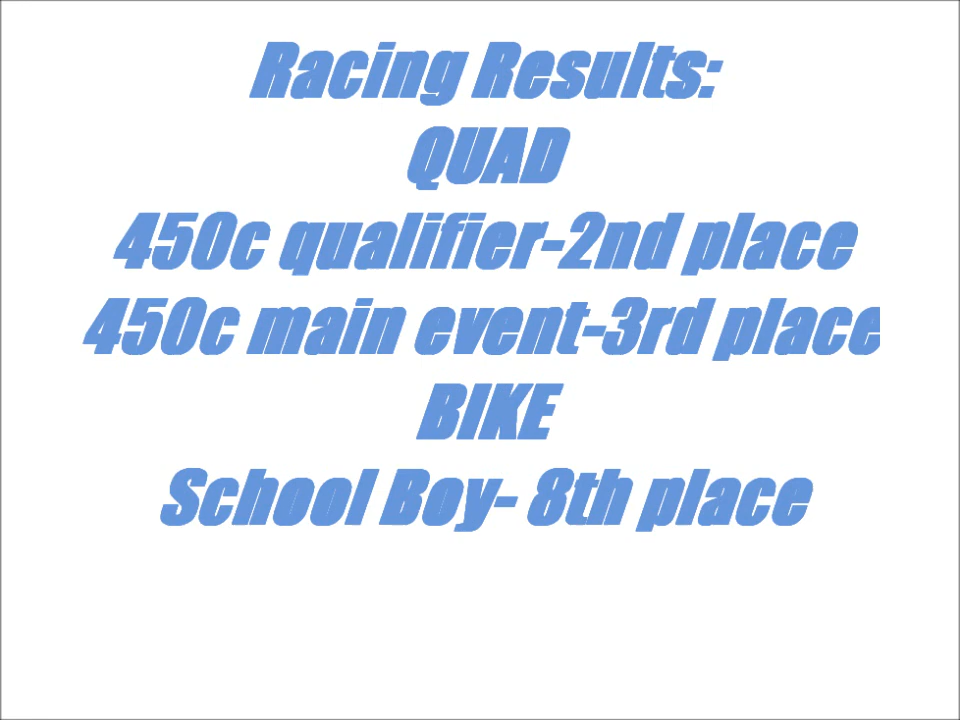 Racing Results:
QUAD
450c qualifier-2nd place
450c main event-3rd place
BIKE
School Boy- 8th place